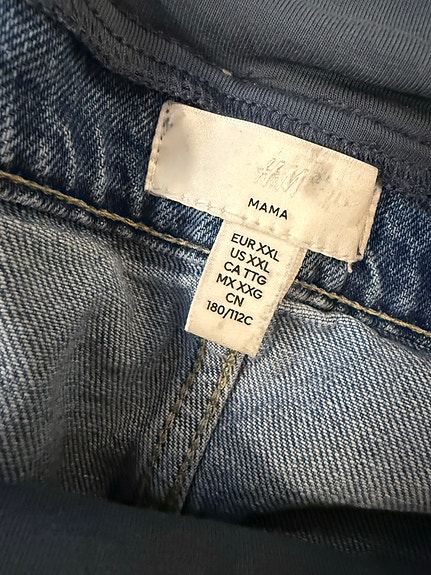 H&M
MAMA
EUR XXL
US XXL
CA TTG
MX XXG
CN
180/112C